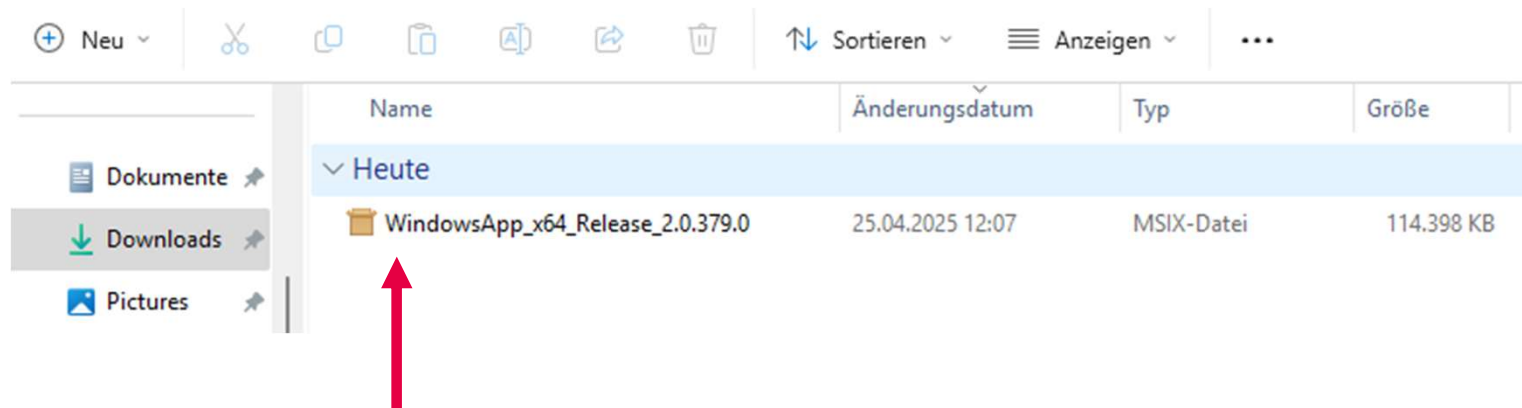 Neu Sortieren Anzeigen ...
Name Änderungsdatum Typ Größe
Heute
Dokumente
WindowsApp_x64_Release_2.0.379.0 25.04.2025 12:07 MSIX-Datei 114.398 KB
Downloads
Pictures